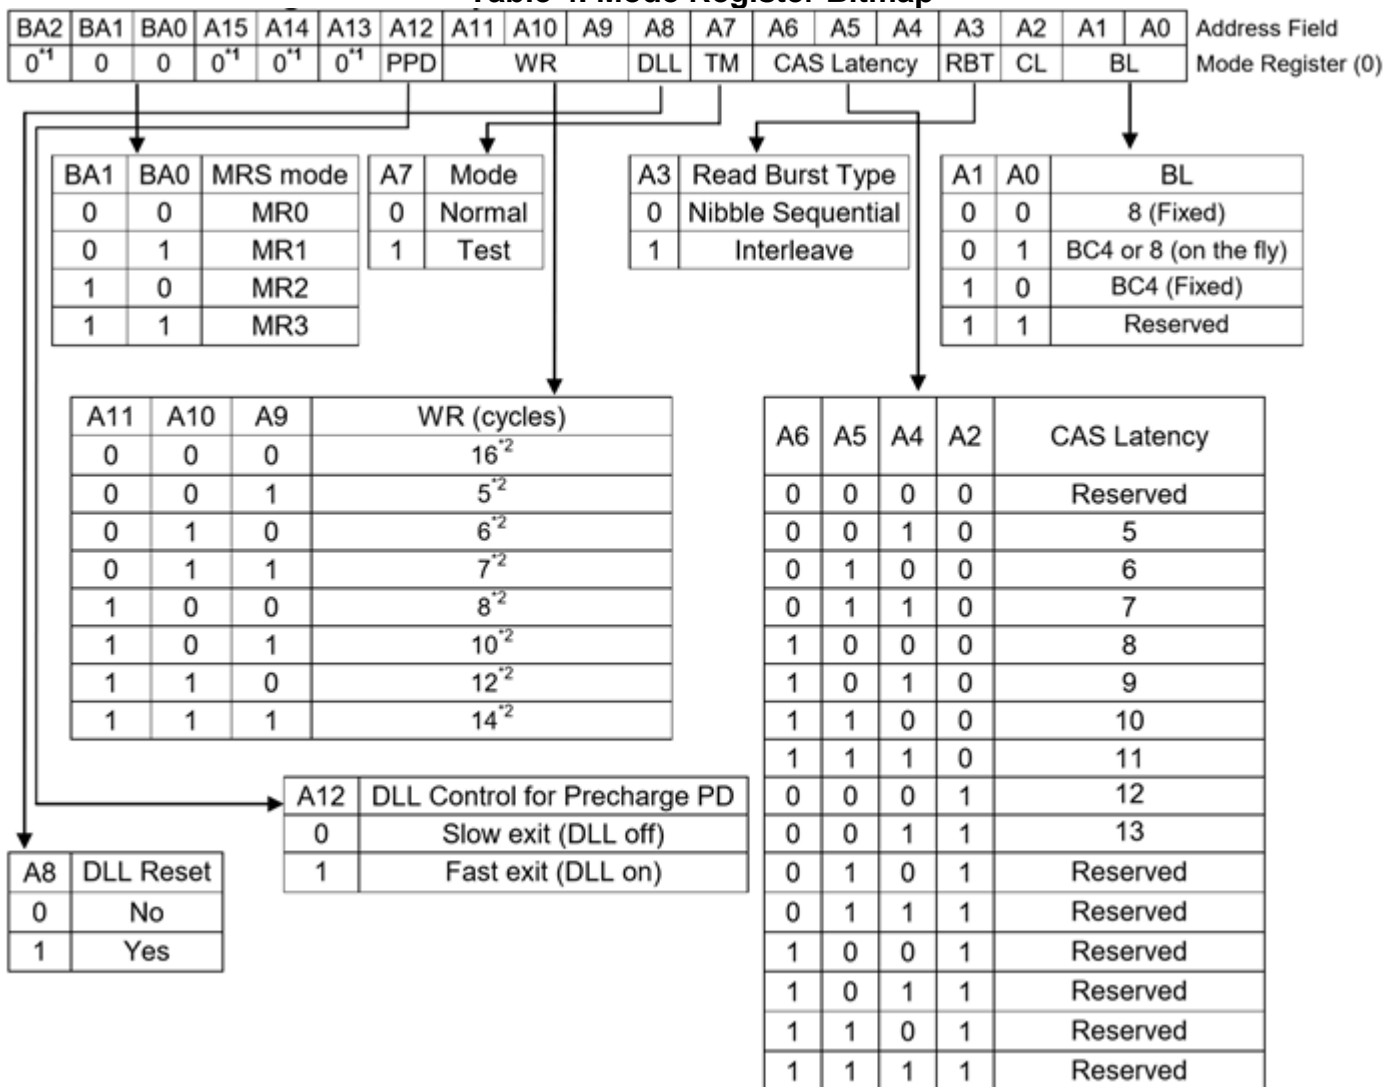 Table 4. Mode Register Bitmap
BA2 BA1 BA0 A15 A14 A13 A12 A11 A10 A9 A8 A7 A6 A5 A4 A3 A2 A1 A0 Address Field
0*1 0 0 0*1 0*1 0*1 PPD WR DLL TM CAS Latency RBT CL BL Mode Register (0)
BA1 BA0 MRS mode
0 0 MR0
0 1 MR1
1 0 MR2
1 1 MR3
A7 Mode
0 Normal
1 Test
A3 Read Burst Type
0 Nibble Sequential
1 Interleave
A1 A0 BL
0 0 8 (Fixed)
0 1 BC4 or 8 (on the fly)
1 0 BC4 (Fixed)
1 1 Reserved
A11 A10 A9 WR (cycles)
0 0 0 16*2
0 0 1 5*2
0 1 0 6*2
0 1 1 7*2
1 0 0 8*2
1 0 1 10*2
1 1 0 12*2
1 1 1 14*2
A6 A5 A4 A2 CAS Latency
0 0 0 0 Reserved
0 0 1 0 5
0 1 0 0 6
0 1 1 0 7
1 0 0 0 8
1 0 1 0 9
1 1 0 0 10
1 1 1 0 11
0 0 0 1 12
0 0 1 1 13
0 1 0 1 Reserved
0 1 1 1 Reserved
1 0 0 1 Reserved
1 0 1 1 Reserved
1 1 0 1 Reserved
1 1 1 1 Reserved
A12 DLL Control for Precharge PD
0 Slow exit (DLL off)
1 Fast exit (DLL on)
A8 DLL Reset
0 No
1 Yes